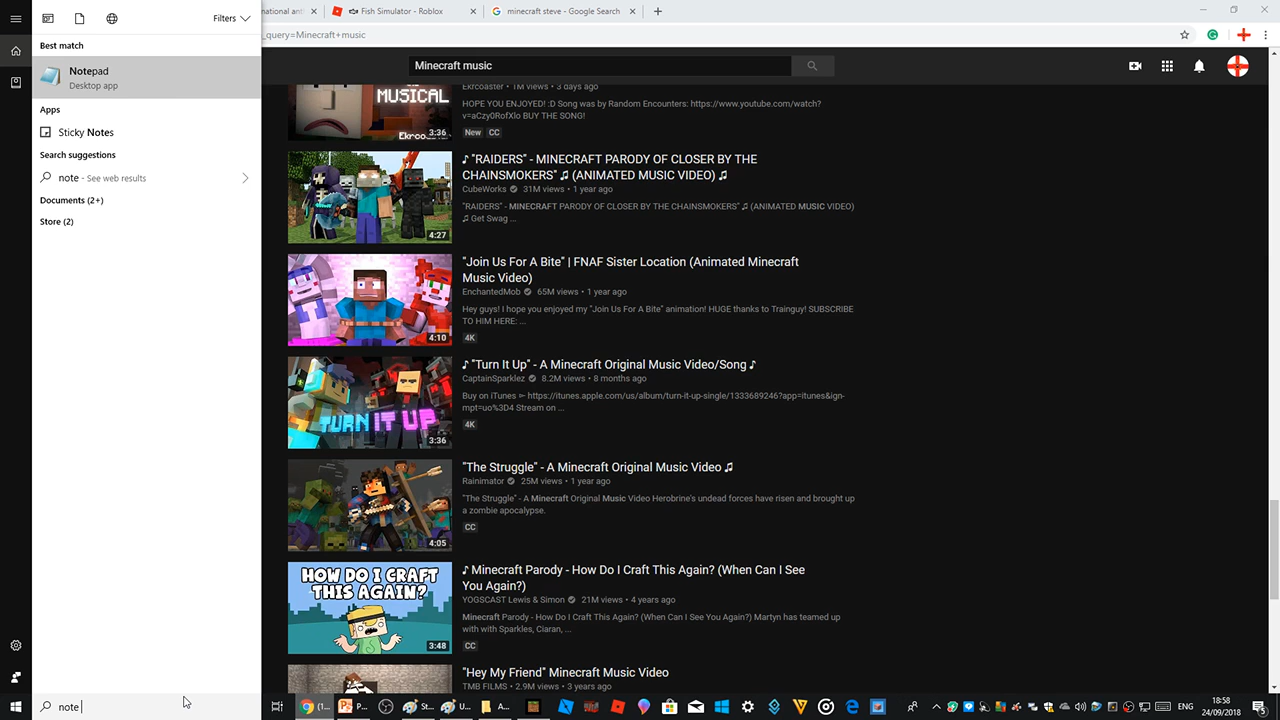 Filters
Best match
Notepad
Desktop app
Apps
Sticky Notes
Search suggestions
note - See web results
Documents (2+)
Store (2)
note
national anth
Fish Simulator - Roblox
minecraft steve - Google Search
_query=Minecraft+music
Minecraft music
MUSICAL
Ekrcoaster
3:36
Ekrcoaster • 1M views • 3 days ago
HOPE YOU ENJOYED! :D Song was by Random Encounters: https://www.youtube.com/watch?
v=aCzy0RofXlo BUY THE SONG!
New CC
♪ "RAIDERS" - MINECRAFT PARODY OF CLOSER BY THE
CHAINSMOKERS" ♫ (ANIMATED MUSIC VIDEO) ♫
CubeWorks 31M views • 1 year ago
"RAIDERS" - MINECRAFT PARODY OF CLOSER BY THE CHAINSMOKERS" ♫ (ANIMATED MUSIC VIDEO)
♫ Get Swag ...
4:27
"Join Us For A Bite" | FNAF Sister Location (Animated Minecraft
Music Video)
EnchantedMob 65M views • 1 year ago
Hey guys! I hope you enjoyed my "Join Us For A Bite" animation! HUGE thanks to Trainguy! SUBSCRIBE
TO HIM HERE: ...
4K
4:10
♪ "Turn It Up" - A Minecraft Original Music Video/Song ♪
CaptainSparklez 8.2M views • 8 months ago
Buy on iTunes ► https://itunes.apple.com/us/album/turn-it-up-single/1333689246?app=itunes&ign-
mpt=uo%3D4 Stream on ...
4K
TURN IT UP
3:36
"The Struggle" - A Minecraft Original Music Video ♫
Rainimator 25M views • 1 year ago
"The Struggle" - A Minecraft Original Music Video Herobrine's undead forces have risen and brought up
a zombie apocalypse.
CC
4:05
♪ Minecraft Parody - How Do I Craft This Again? (When Can I See
You Again?)
YOGSCAST Lewis & Simon 21M views • 4 years ago
Minecraft Parody - How Do I Craft This Again? (When Can I See You Again?) Martyn has teamed up
with with Sparkles, Ciaran, ...
CC
HOW DO I CRAFT
THIS AGAIN?
3:48
"Hey My Friend" Minecraft Music Video
TMB FILMS • 2.9M views • 3 years ago
(1...
P...
St...
U...
A...
ENG
18:58
24/09/2018